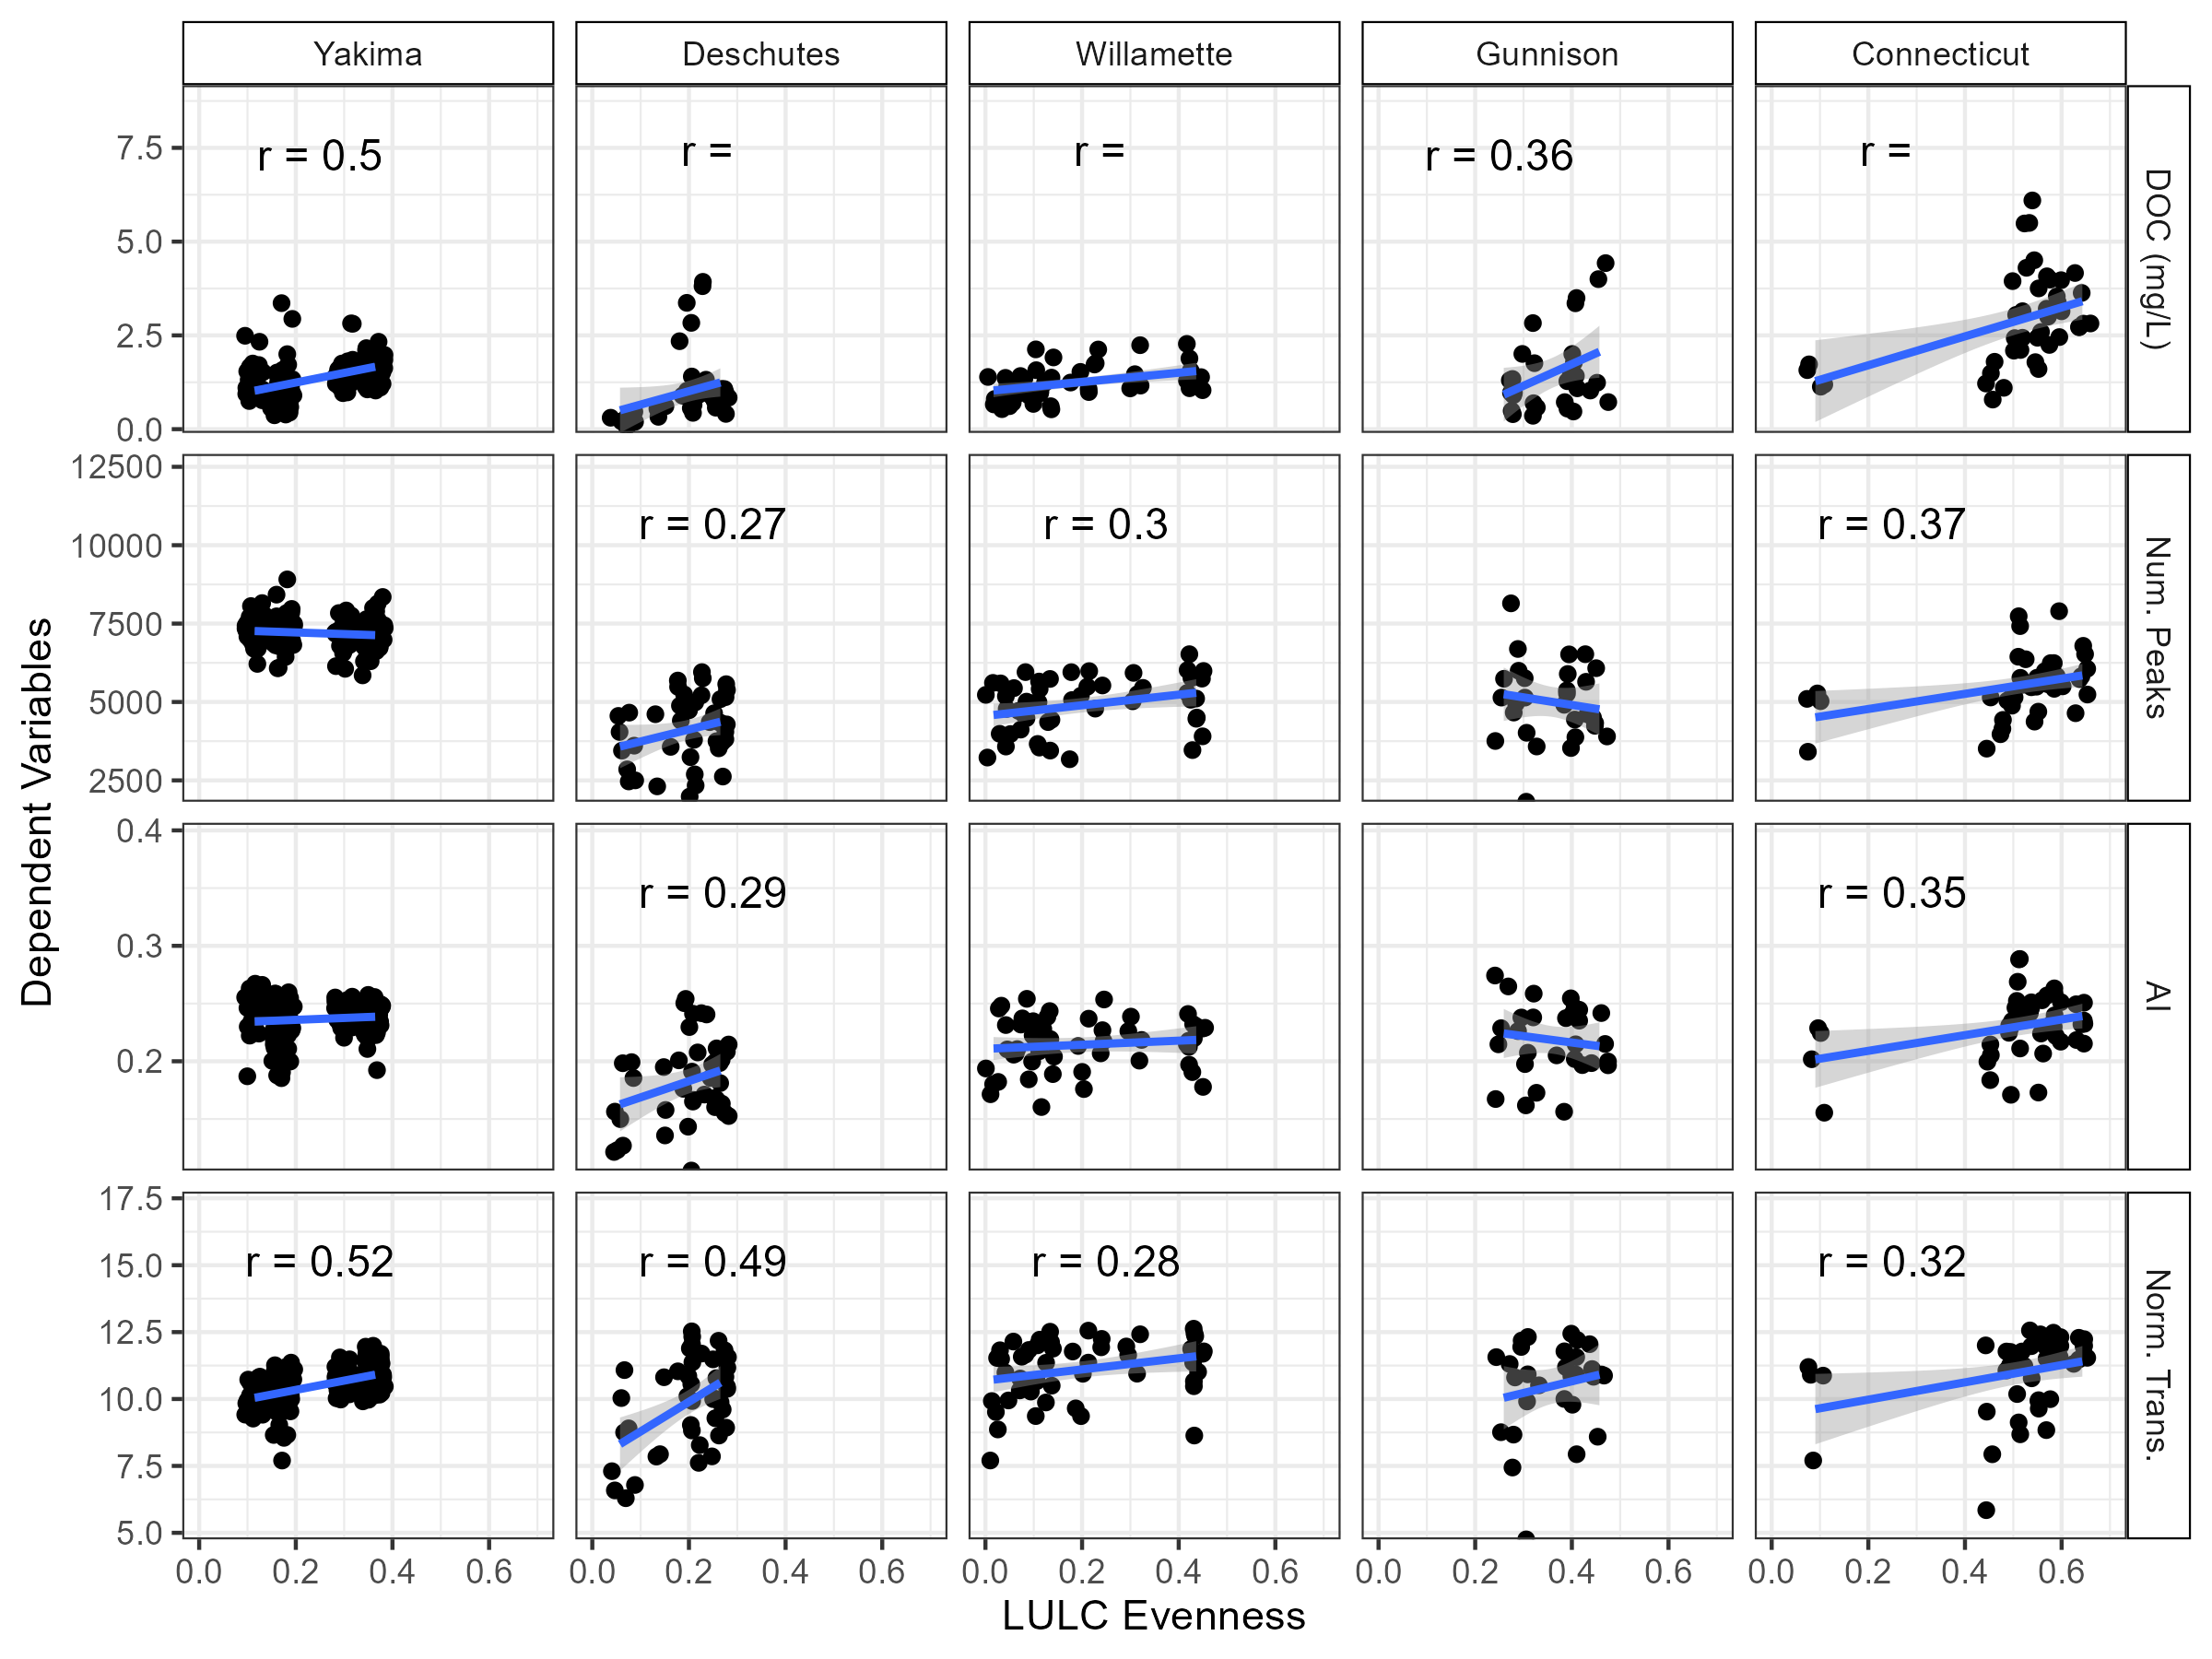 Yakima
Deschutes
Willamette
Gunnison
Connecticut
7.5
5.0
2.5
0.0
r = 0.5
r =
r =
r = 0.36
r =
DOC (mg/L)
12500
10000
7500
5000
2500
r = 0.27
r = 0.3
r = 0.37
Num. Peaks
Dependent Variables
0.4
0.3
0.2
r = 0.29
r = 0.35
AI
17.5
15.0
12.5
10.0
7.5
5.0
r = 0.52
r = 0.49
r = 0.28
r = 0.32
Norm. Trans.
0.0 0.2 0.4 0.6
0.0 0.2 0.4 0.6
0.0 0.2 0.4 0.6
0.0 0.2 0.4 0.6
0.0 0.2 0.4 0.6
LULC Evenness